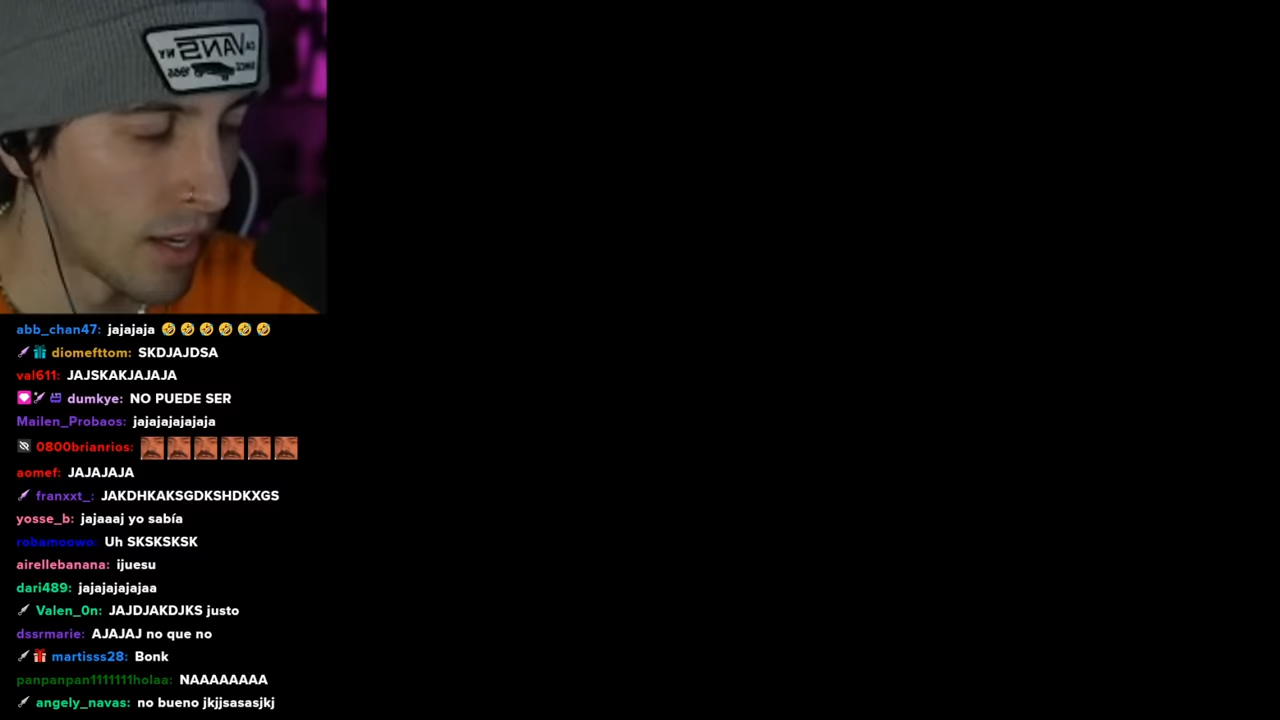 VANS
abb_chan47: jajajaja 🤣 🤣 🤣 🤣 🤣 🤣
diomefttom: SKDJAJDSA
val611: JAJSKAKJAJAJA
dumkye: NO PUEDE SER
Mailen_Probaos: jajajajajajaja
0800brianrios:
aomef: JAJAJAJA
franxxt_: JAKDHKAKSGDKSHDKXGS
yosse_b: jajaaaj yo sabía
robamoowo: Uh SKSKSKSK
airellebanana: ijuesu
dari489: jajajajajajaa
Valen_0n: JAJDJAKDJKS justo
dssrmarie: AJAJAJ no que no
martisss28: Bonk
panpanpan1111111holaa: NAAAAAAAA
angely_navas: no bueno jkjjsasasjkj